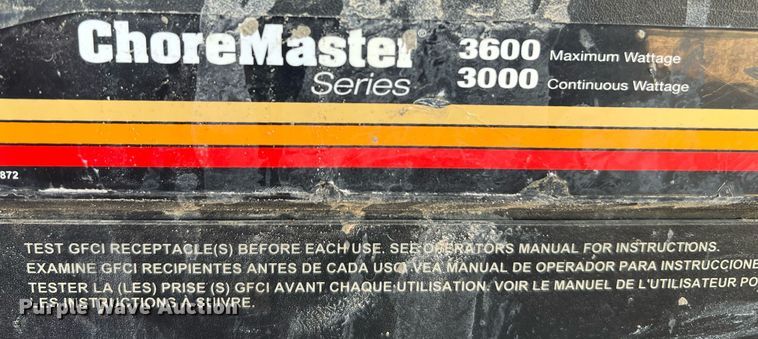 ChoreMaster® 3600 Maximum Wattage
Series 3000 Continuous Wattage
872
TEST GFCI RECEPTACLE(S) BEFORE EACH USE. SEE OPERATORS MANUAL FOR INSTRUCTIONS.
EXAMINE GFCI RECIPIENTES ANTES DE CADA USO. VEA MANUAL DE OPERADOR PARA INSTRUCCIONE
TESTER LA (LES) PRISE (S) GFCI AVANT CHAQUE UTILISATION. VOIR LE MANUEL DE L'UTILISATEUR PO
LES INSTRUCTIONS À SUIVRE.
Purple Wave Auction